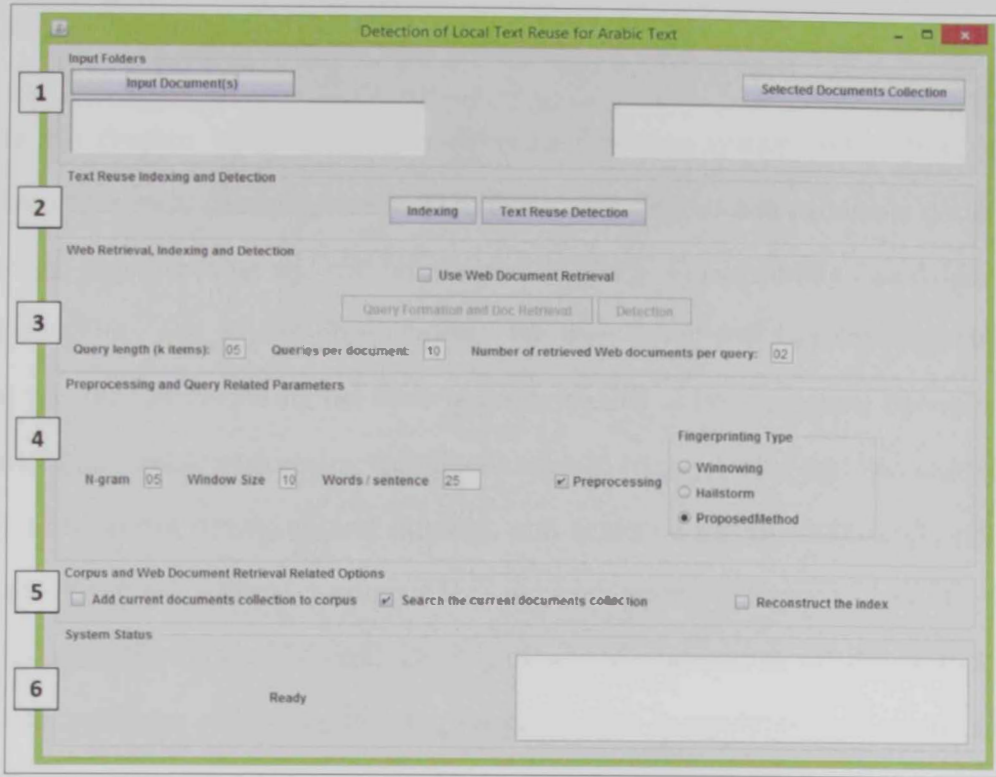 Detection of Local Text Reuse for Arabic Text
1
Input Folders
Input Document(s)
Selected Documents Collection
2
Text Reuse Indexing and Detection
Indexing
Text Reuse Detection
3
Web Retrieval, Indexing and Detection
Use Web Document Retrieval
Query Formation and Doc Retrieval
Detection
Query length (k items): 05 Queries per document: 10 Number of retrieved Web documents per query: 02
4
Preprocessing and Query Related Parameters
Fingerprinting Type
N-gram 05 Window Size 10 Words / sentence 25 Preprocessing
Winnowing
Hailstorm
ProposedMethod
5
Corpus and Web Document Retrieval Related Options
Add current documents collection to corpus Search the current documents collection Reconstruct the index
6
System Status
Ready